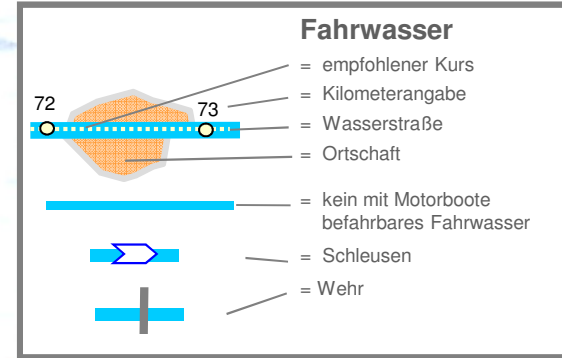 Fahrwasser
= empfohlener Kurs
72
73
= Kilometerangabe
= Wasserstraße
= Ortschaft
= kein mit Motorboote
befahrbares Fahrwasser
= Schleusen
= Wehr